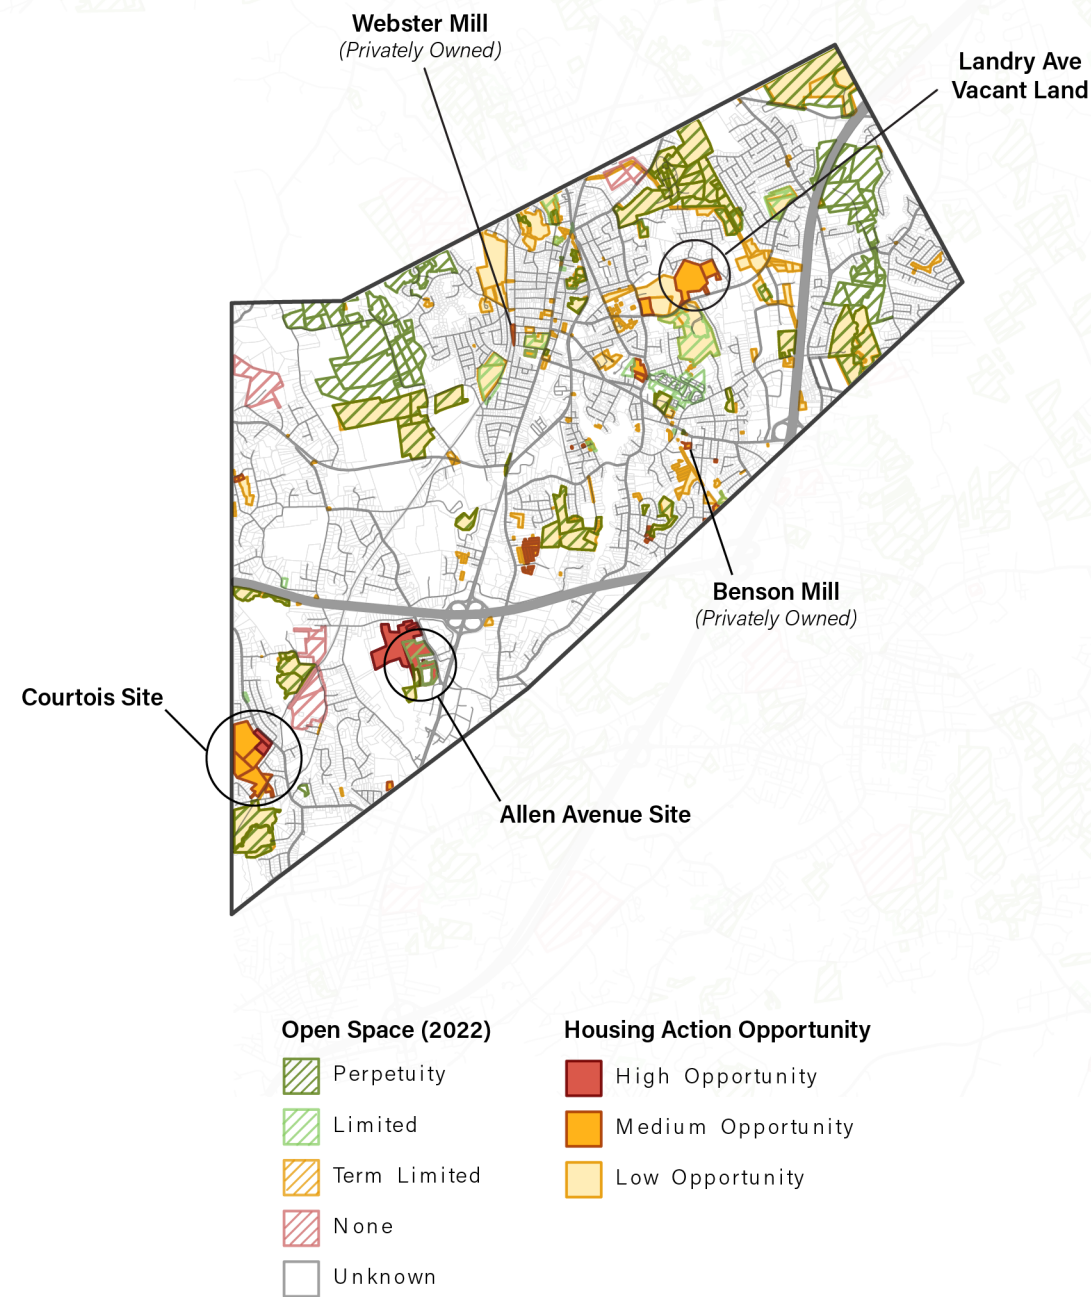 Webster Mill
(Privately Owned)
Landry Ave
Vacant Land
Benson Mill
(Privately Owned)
Courtois Site
Allen Avenue Site
Open Space (2022)
Perpetuity
Limited
Term Limited
None
Unknown
Housing Action Opportunity
High Opportunity
Medium Opportunity
Low Opportunity